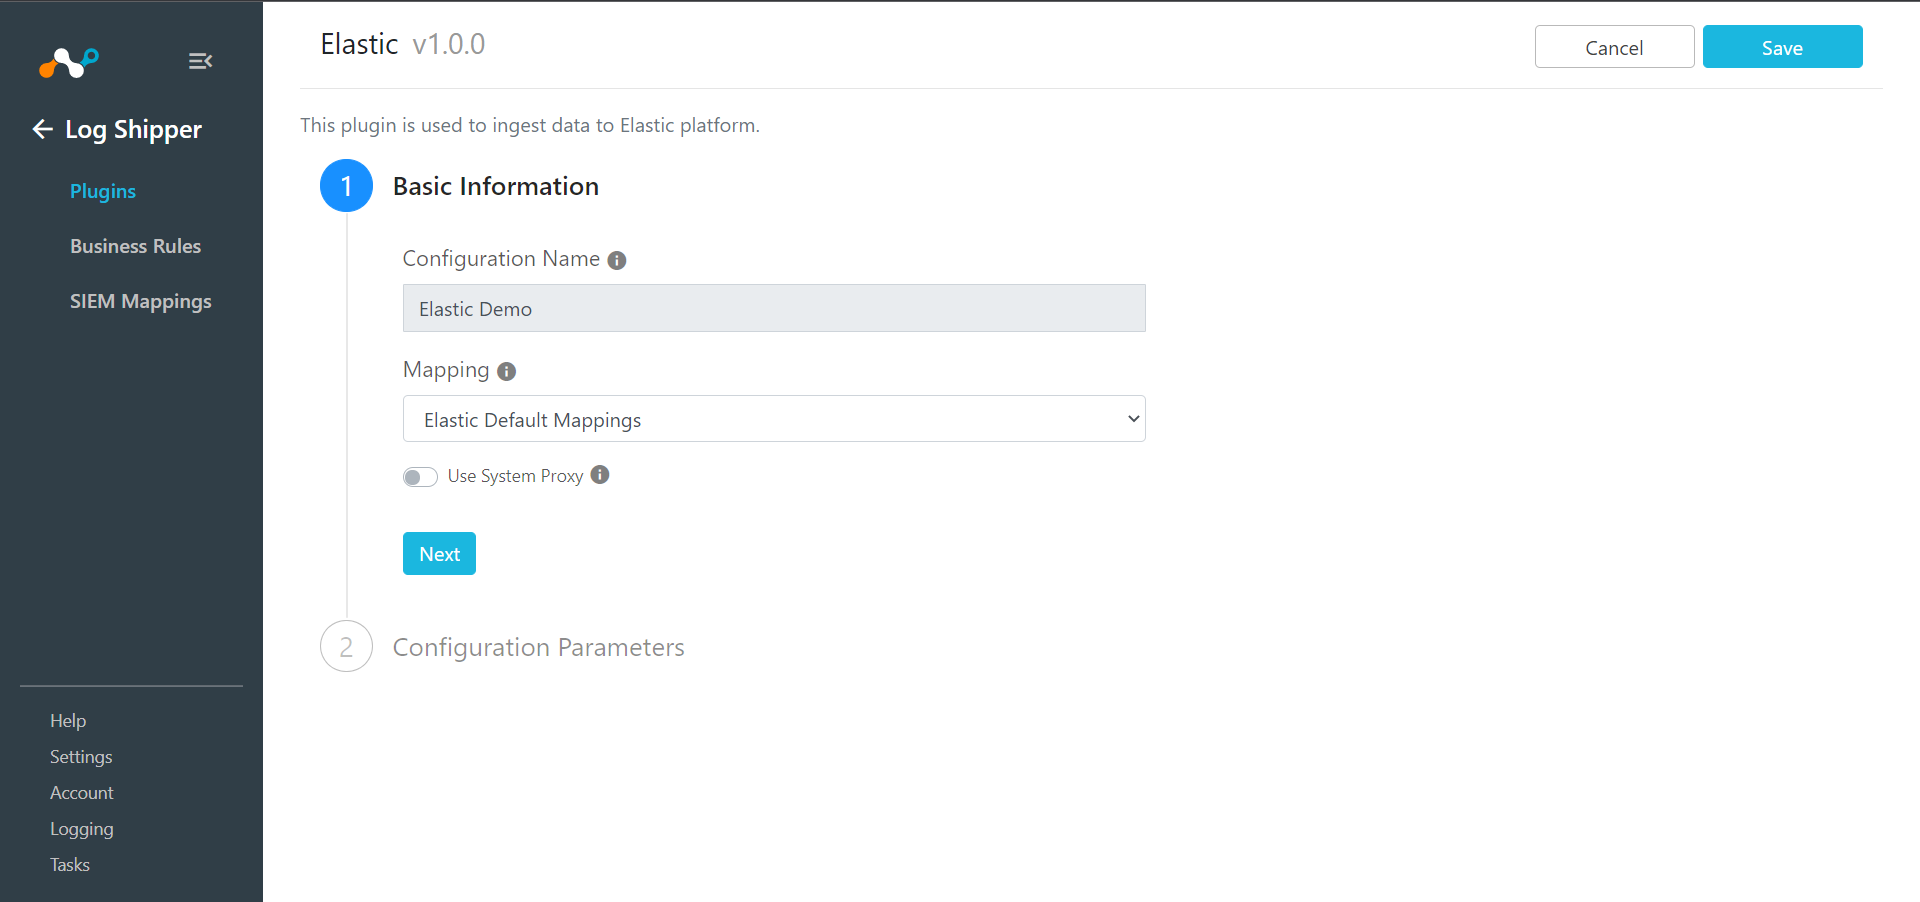 Log Shipper
Plugins
Business Rules
SIEM Mappings
Help
Settings
Account
Logging
Tasks
Elastic v1.0.0
Cancel
Save
This plugin is used to ingest data to Elastic platform.
1 Basic Information
Configuration Name
Elastic Demo
Mapping
Elastic Default Mappings
Use System Proxy
Next
2 Configuration Parameters